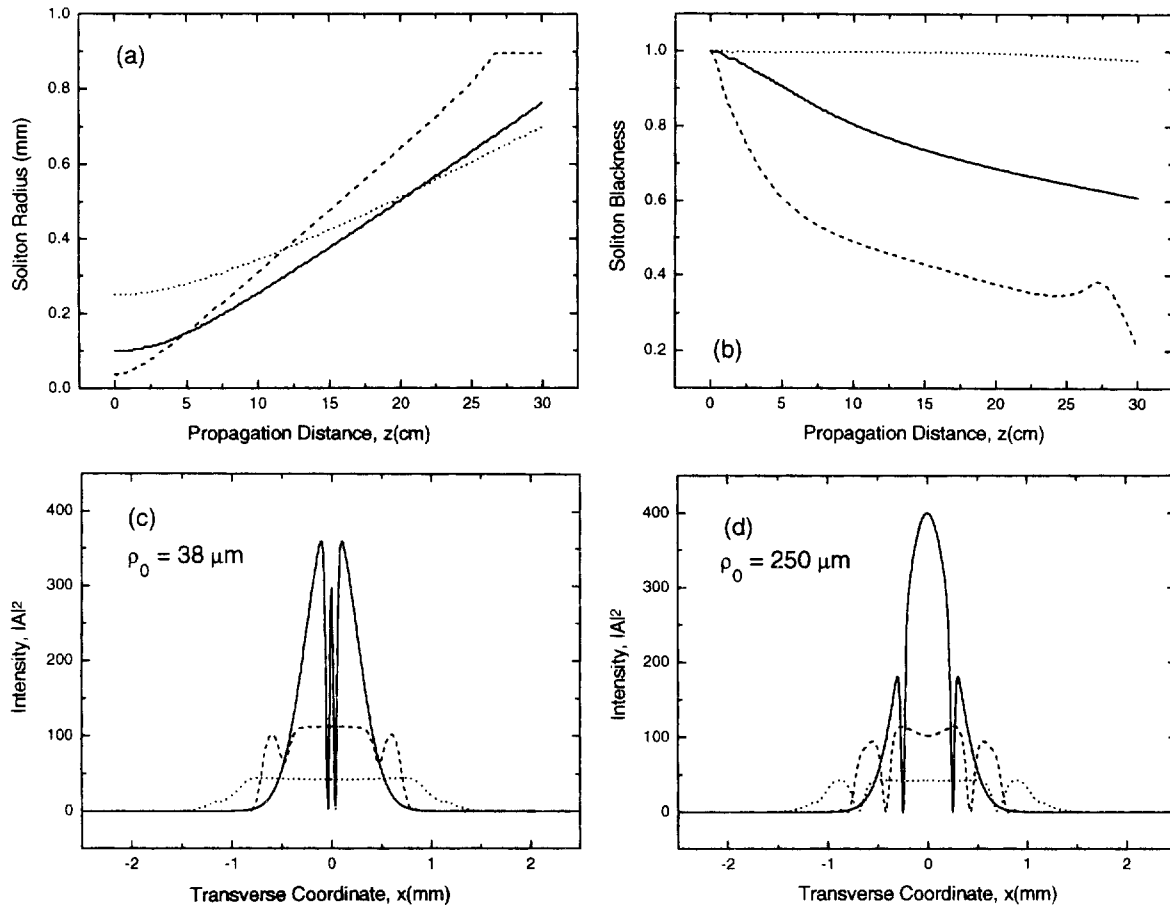 (a)
Soliton Radius (mm)
1.0
0.8
0.6
0.4
0.2
0.0
0 5 10 15 20 25 30
Propagation Distance, z(cm)
(b)
Soliton Blackness
1.0
0.8
0.6
0.4
0.2
0 5 10 15 20 25 30
Propagation Distance, z(cm)
(c)
ρ0 = 38 μm
Intensity, |A|²
400
300
200
100
0
-2 -1 0 1 2
Transverse Coordinate, x(mm)
(d)
ρ0 = 250 μm
Intensity, |A|²
400
300
200
100
0
-2 -1 0 1 2
Transverse Coordinate, x(mm)